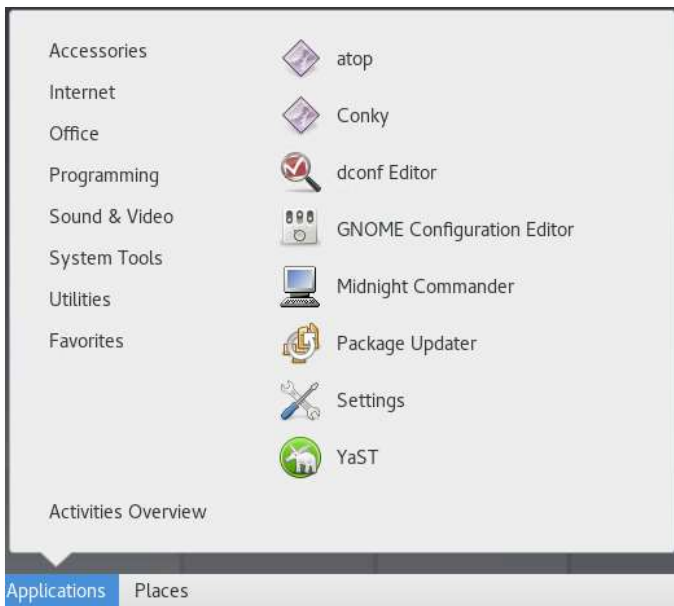 Accessories
Internet
Office
Programming
Sound & Video
System Tools
Utilities
Favorites
Activities Overview
atop
Conky
dconf Editor
GNOME Configuration Editor
Midnight Commander
Package Updater
Settings
YaST
Applications
Places